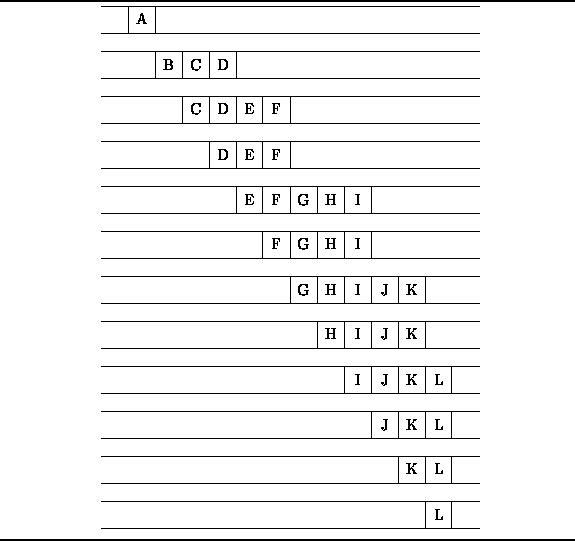 A
B C D
C D E F
D E F
E F G H I
F G H I
G H I J K
H I J K
I J K L
J K L
K L
L